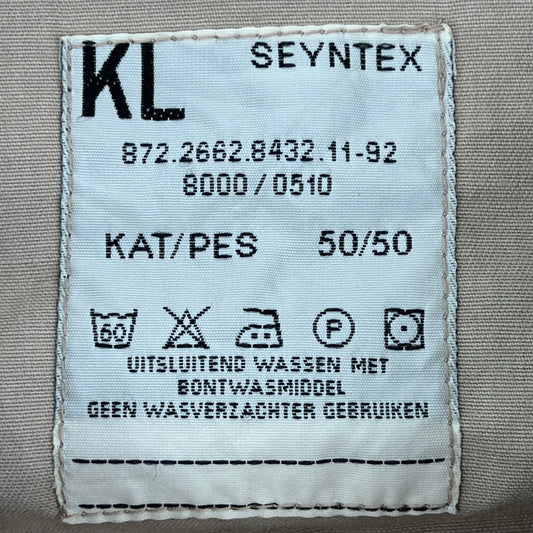 KL SEYNTEX
872.2662.8432.11-92
8000/0510
KAT/PES 50/50
60 P
UITSLUITEND WASSEN MET
BONTWASMIDDEL
GEEN WASVERZACHTER GEBRUIKEN